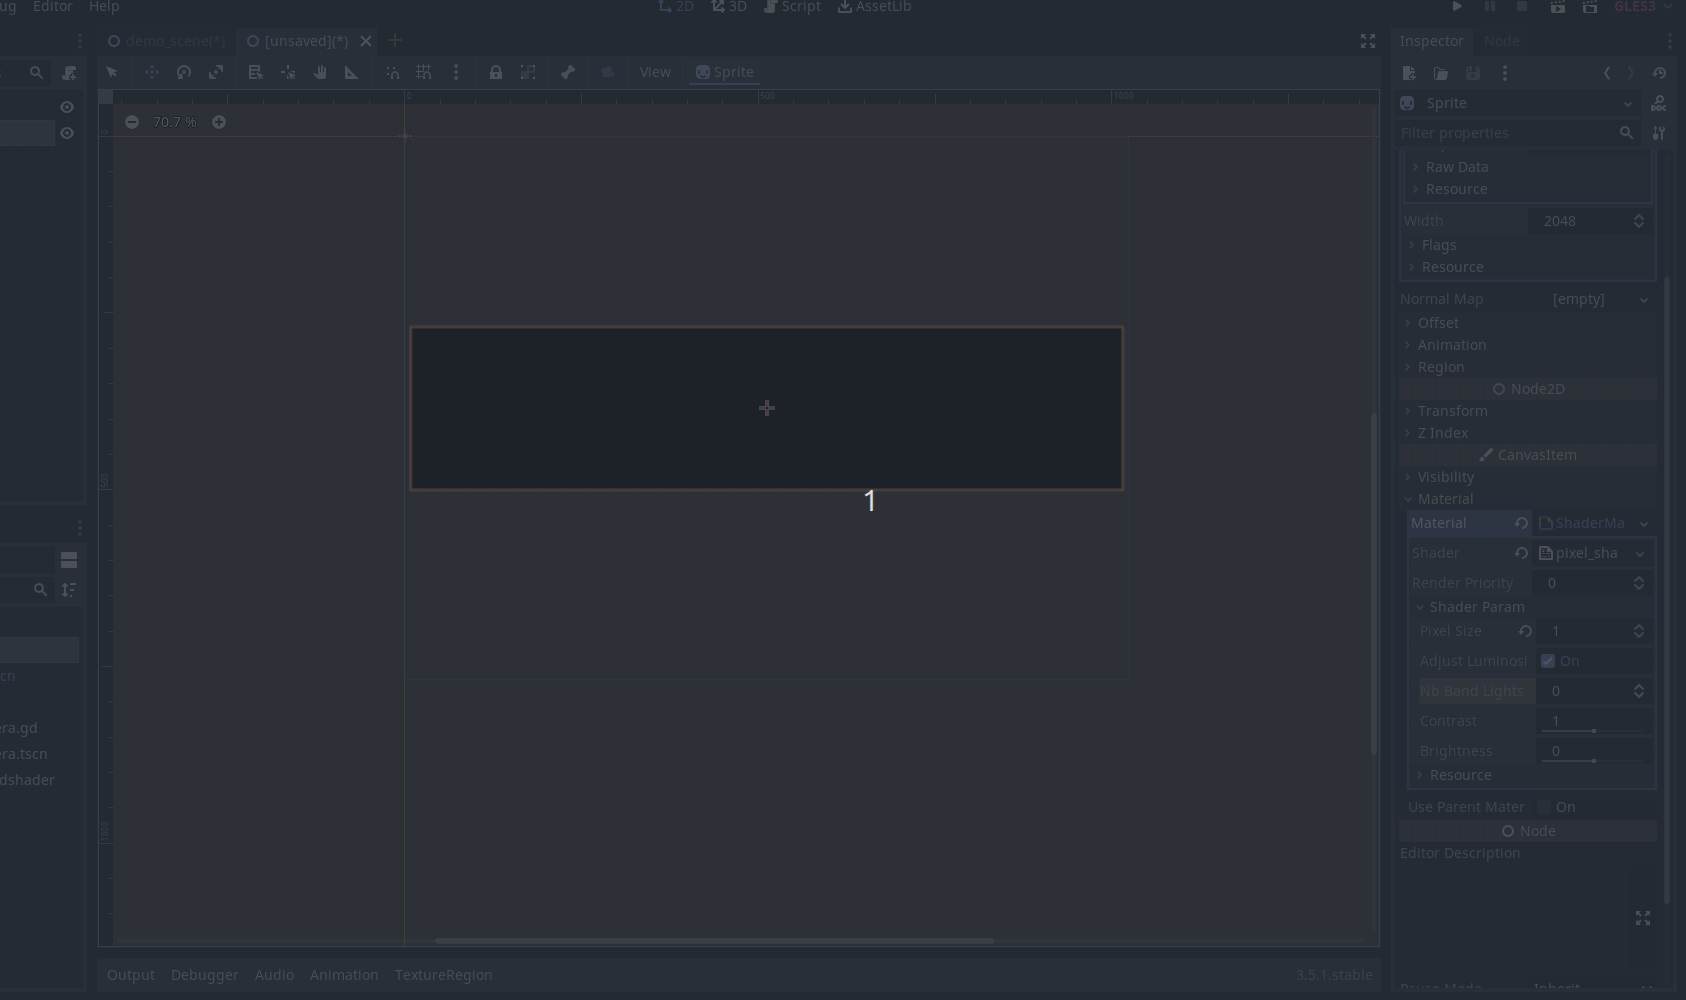 ug Editor Help 2D 3D Script AssetLib GLES3
demo_scene(*) [unsaved](*) Inspector Node
View Sprite
0 500 1000
Sprite
70.7 %
Filter properties
Raw Data
Resource
Width 2048
Flags
Resource
Normal Map [empty]
Offset
Animation
Region
Node2D
Transform
Z Index
CanvasItem
Visibility
500
1
Material
Material ShaderMa
Shader pixel_sha
Render Priority 0
Shader Param
Pixel Size 1
Adjust Luminosi On
cn
Nb Band Lights 0
Contrast 1
era.gd
era.tscn
Brightness 0
dshader
Resource
Use Parent Mater On
1000
Node
Editor Description
Output Debugger Audio Animation TextureRegion 3.5.1.stable
Pause Mode Inherit